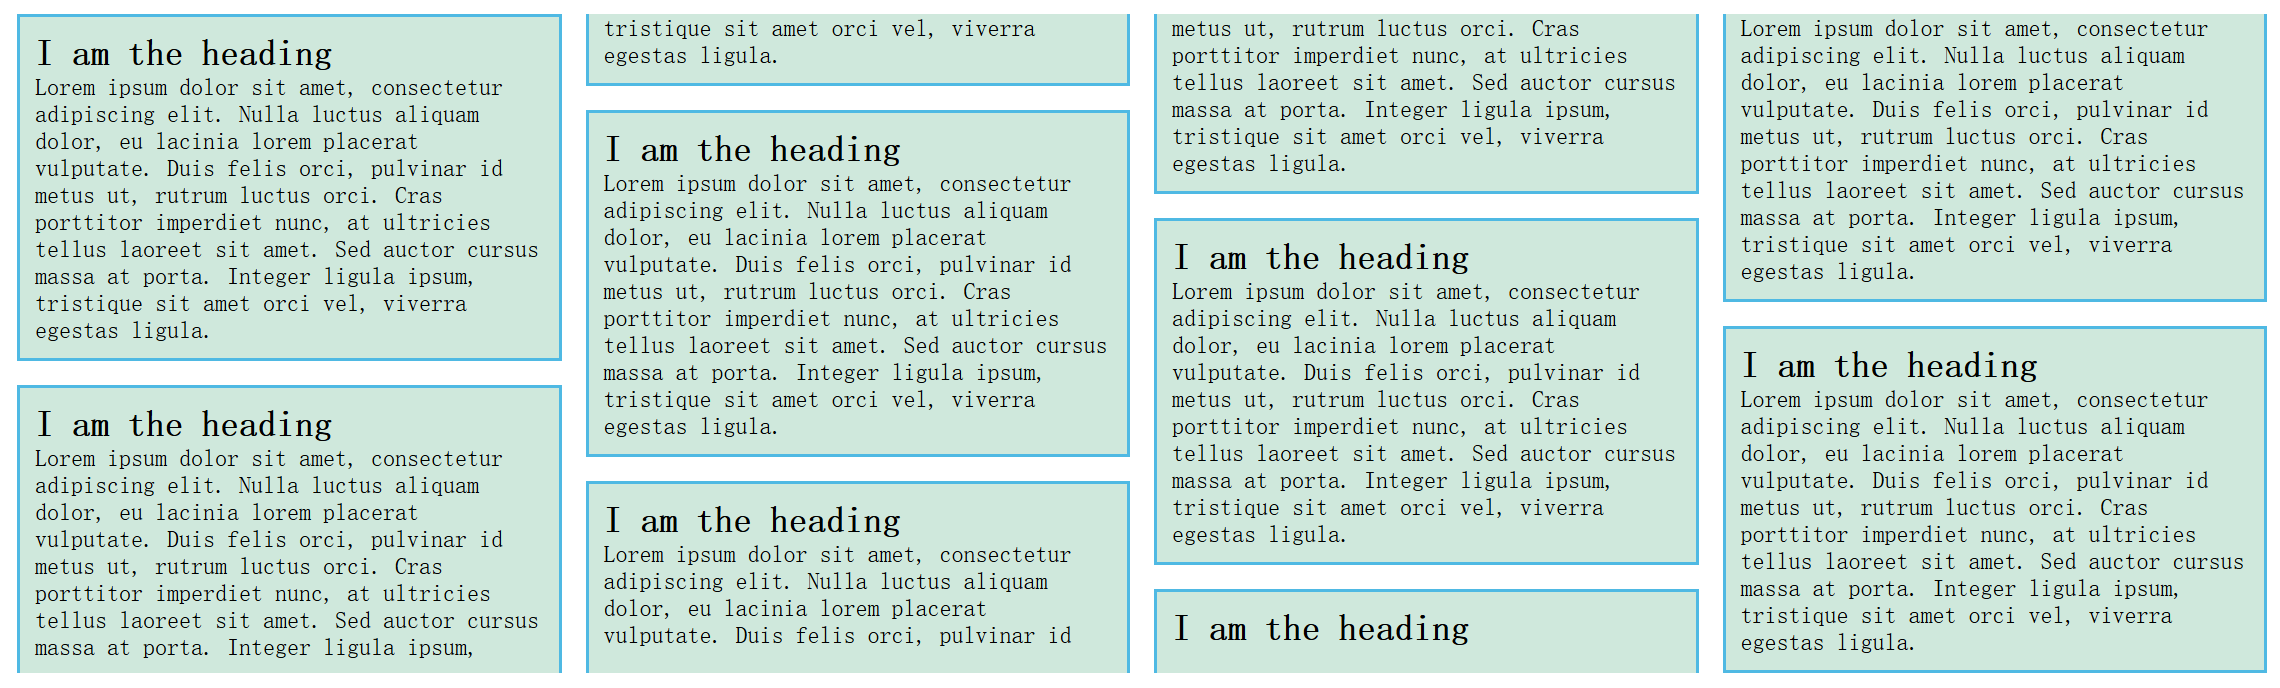 I am the heading
Lorem ipsum dolor sit amet, consectetur
adipiscing elit. Nulla luctus aliquam
dolor, eu lacinia lorem placerat
vulputate. Duis felis orci, pulvinar id
metus ut, rutrum luctus orci. Cras
porttitor imperdiet nunc, at ultricies
tellus laoreet sit amet. Sed auctor cursus
massa at porta. Integer ligula ipsum,
tristique sit amet orci vel, viverra
egestas ligula.
I am the heading
Lorem ipsum dolor sit amet, consectetur
adipiscing elit. Nulla luctus aliquam
dolor, eu lacinia lorem placerat
vulputate. Duis felis orci, pulvinar id
metus ut, rutrum luctus orci. Cras
porttitor imperdiet nunc, at ultricies
tellus laoreet sit amet. Sed auctor cursus
massa at porta. Integer ligula ipsum,
tristique sit amet orci vel, viverra
egestas ligula.
I am the heading
Lorem ipsum dolor sit amet, consectetur
adipiscing elit. Nulla luctus aliquam
dolor, eu lacinia lorem placerat
vulputate. Duis felis orci, pulvinar id
metus ut, rutrum luctus orci. Cras
porttitor imperdiet nunc, at ultricies
tellus laoreet sit amet. Sed auctor cursus
massa at porta. Integer ligula ipsum,
tristique sit amet orci vel, viverra
egestas ligula.
I am the heading
Lorem ipsum dolor sit amet, consectetur
adipiscing elit. Nulla luctus aliquam
dolor, eu lacinia lorem placerat
vulputate. Duis felis orci, pulvinar id
metus ut, rutrum luctus orci. Cras
porttitor imperdiet nunc, at ultricies
tellus laoreet sit amet. Sed auctor cursus
massa at porta. Integer ligula ipsum,
tristique sit amet orci vel, viverra
egestas ligula.
I am the heading
Lorem ipsum dolor sit amet, consectetur
adipiscing elit. Nulla luctus aliquam
dolor, eu lacinia lorem placerat
vulputate. Duis felis orci, pulvinar id
metus ut, rutrum luctus orci. Cras
porttitor imperdiet nunc, at ultricies
tellus laoreet sit amet. Sed auctor cursus
massa at porta. Integer ligula ipsum,
tristique sit amet orci vel, viverra
egestas ligula.
I am the heading
Lorem ipsum dolor sit amet, consectetur
adipiscing elit. Nulla luctus aliquam
dolor, eu lacinia lorem placerat
vulputate. Duis felis orci, pulvinar id
metus ut, rutrum luctus orci. Cras
porttitor imperdiet nunc, at ultricies
tellus laoreet sit amet. Sed auctor cursus
massa at porta. Integer ligula ipsum,
tristique sit amet orci vel, viverra
egestas ligula.
I am the heading
Lorem ipsum dolor sit amet, consectetur
adipiscing elit. Nulla luctus aliquam
dolor, eu lacinia lorem placerat
vulputate. Duis felis orci, pulvinar id
metus ut, rutrum luctus orci. Cras
porttitor imperdiet nunc, at ultricies
tellus laoreet sit amet. Sed auctor cursus
massa at porta. Integer ligula ipsum,
tristique sit amet orci vel, viverra
egestas ligula.